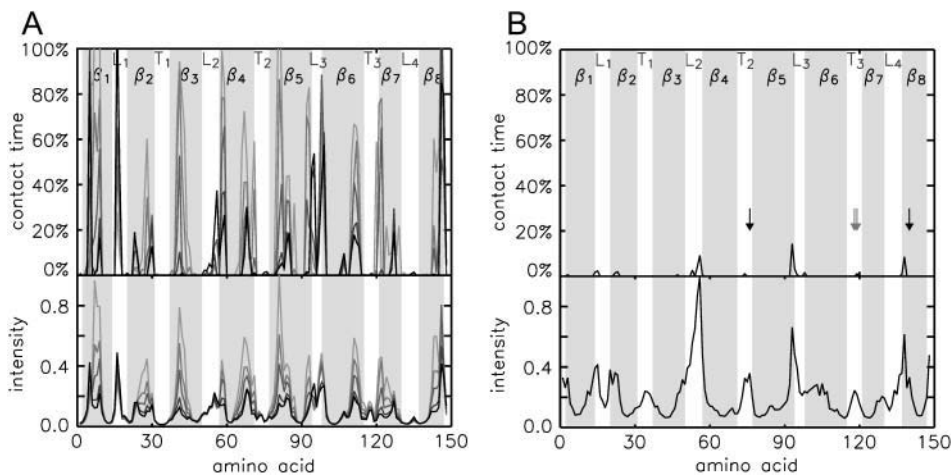 A
B
L1 T1 L2 T2 L3 T3 L4
L1 T1 L2 T2 L3 T3 L4
β1 β2 β3 β4 β5 β6 β7 β8
β1 β2 β3 β4 β5 β6 β7 β8
100%
80%
60%
40%
20%
0%
contact time
100%
80%
60%
40%
20%
0%
contact time
0.8
0.4
0.0
intensity
0.8
0.4
0.0
intensity
0 30 60 90 120 150
0 30 60 90 120 150
amino acid
amino acid